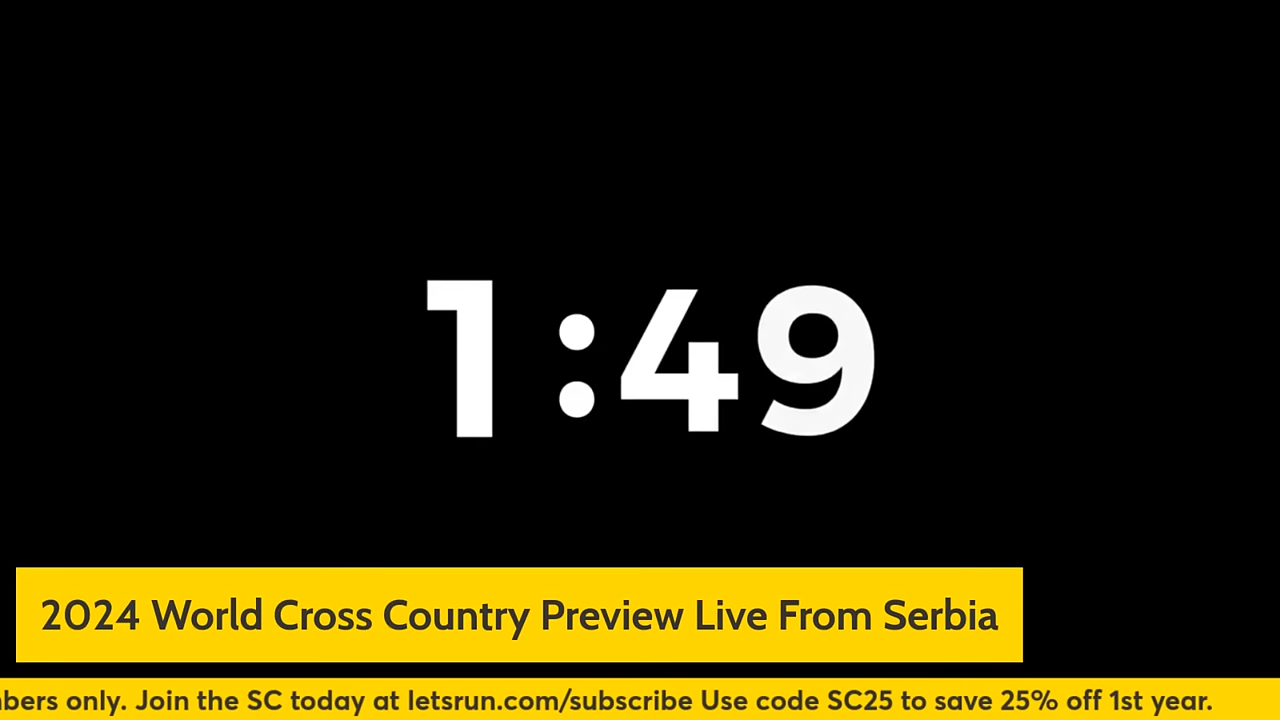 1:49
2024 World Cross Country Preview Live From Serbia
only. Join the SC today at letsrun.com/subscribe Use code SC25 to save 25% off 1st year.